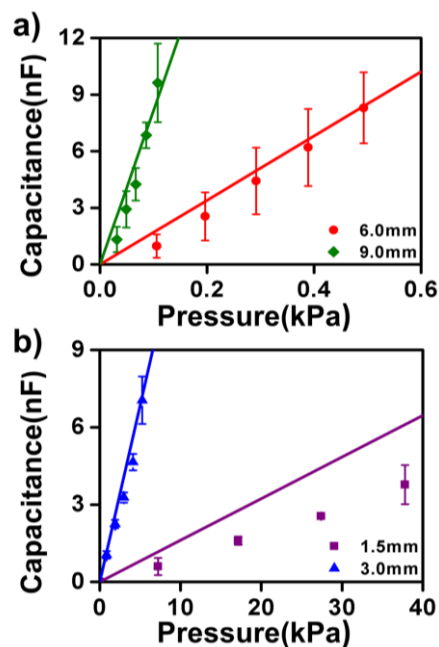 a)
Capacitance(nF)
12
9
6
3
0
0.0
0.2
0.4
0.6
6.0mm
9.0mm
Pressure(kPa)
b)
Capacitance(nF)
9
6
3
0
0
10
20
30
40
1.5mm
3.0mm
Pressure(kPa)